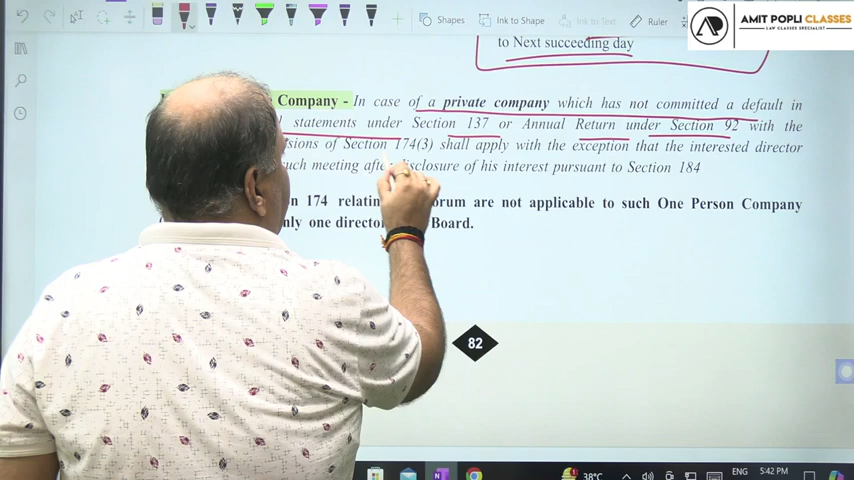 Shapes
Ink to Shape
Ink to Text
Ruler
AMIT POPLI CLASSES
LAW CLASSES SPECIALIST
to Next succeeding day
Company - In case of a private company which has not committed a default in
statements under Section 137 or Annual Return under Section 92 with the
of Section 174(3) shall apply with the exception that the interested director
such meeting after disclosure of his interest pursuant to Section 184
174 are not applicable to such One Person Company
only one director Board.
82
38°C
ENG
5:42 PM